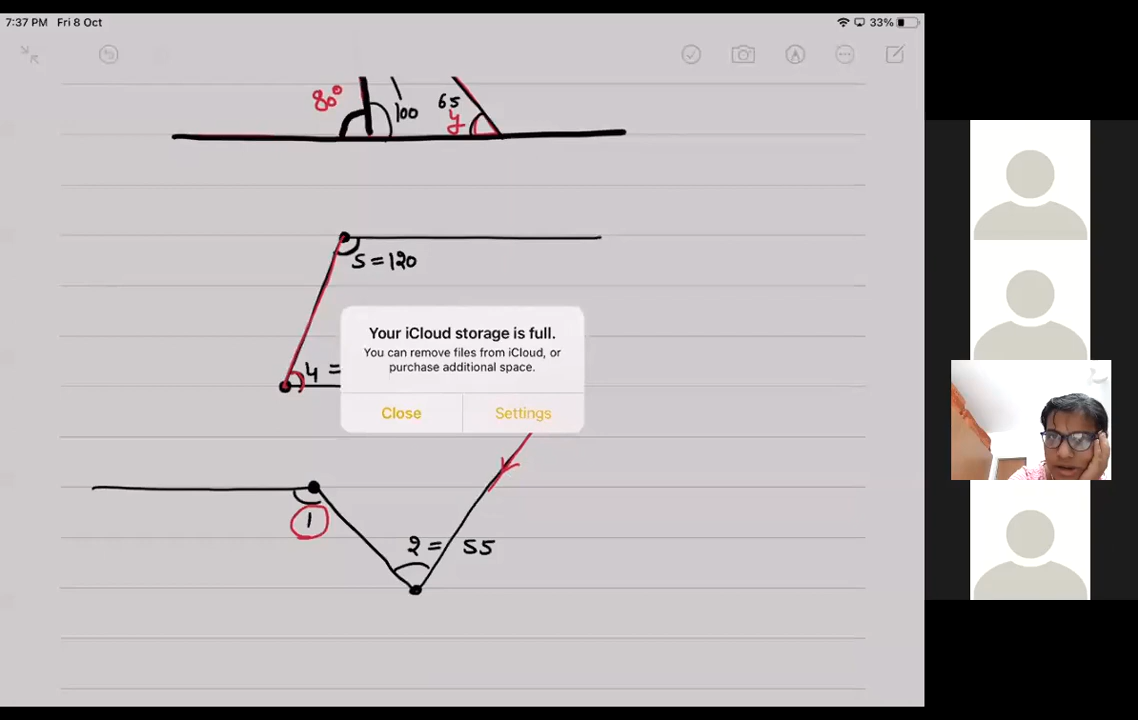 7:37 PM Fri 8 Oct
33%
80°
100
65
y
5 = 120
Your iCloud storage is full.
You can remove files from iCloud, or
purchase additional space.
4 =
Close
Settings
1
2 = 55